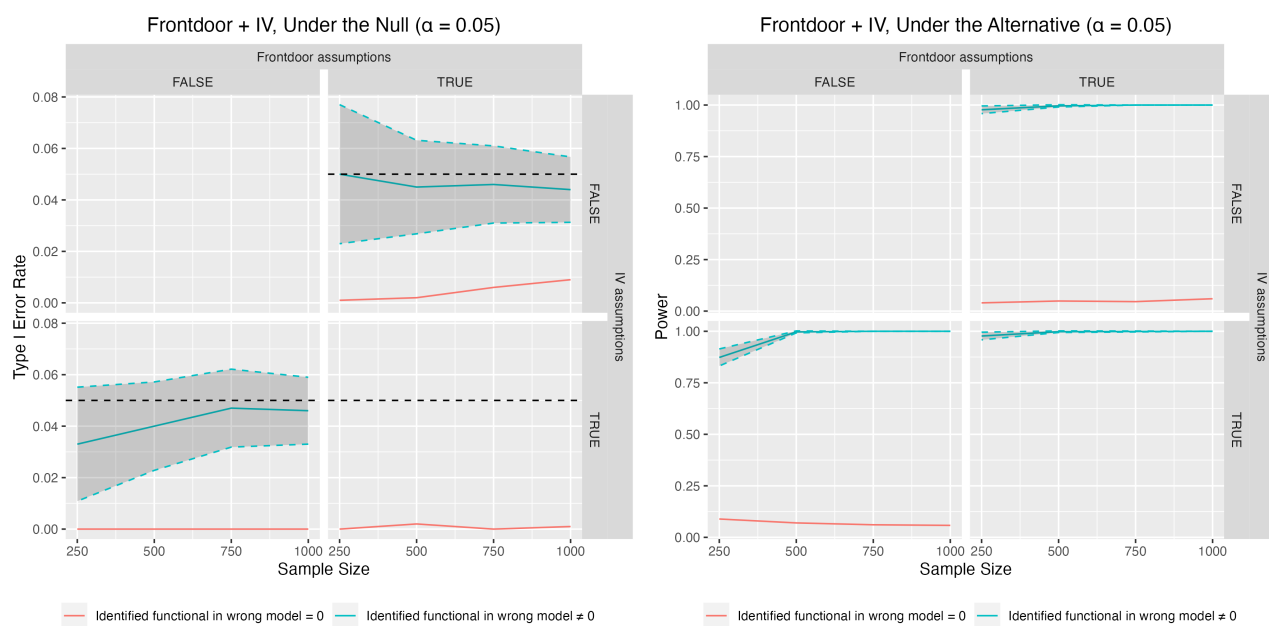 Frontdoor + IV, Under the Null (α = 0.05)
Frontdoor assumptions
FALSE
TRUE
0.08
0.06
0.04
0.02
0.00
FALSE
0.08
0.06
0.04
0.02
0.00
TRUE
IV assumptions
Type I Error Rate
250
500
750
1000
250
500
750
1000
Sample Size
Identified functional in wrong model = 0
Identified functional in wrong model ≠ 0
Frontdoor + IV, Under the Alternative (α = 0.05)
Frontdoor assumptions
FALSE
TRUE
1.00
0.75
0.50
0.25
0.00
FALSE
1.00
0.75
0.50
0.25
0.00
TRUE
IV assumptions
Power
250
500
750
1000
250
500
750
1000
Sample Size
Identified functional in wrong model = 0
Identified functional in wrong model ≠ 0